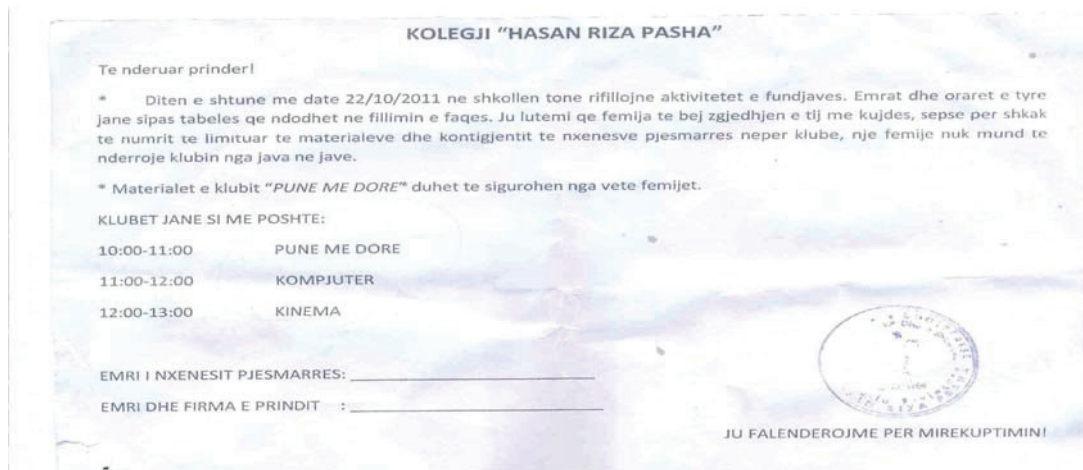 KOLEGJI “HASAN RIZA PASHA”
Te nderuar prinder!
* Diten e shtune me date 22/10/2011 ne shkollen tone rifillojne aktivitetet e fundjaves. Emrat dhe oraret e tyre
jane sipas tabeles qe ndodhet ne fillimin e faqes. Ju lutemi qe femija te bej zgjedhjen e tij me kujdes, sepse per shkak
te numrit te limituar te materialeve dhe kontigjentit te nxenesve pjesmarres neper klube, nje femije nuk mund te
nderroje klubin nga java ne jave.
* Materialet e klubit “PUNE ME DORE” duhet te sigurohen nga vete femijet.
KLUBET JANE SI ME POSHTE:
10:00-11:00 PUNE ME DORE
11:00-12:00 KOMPJUTER
12:00-13:00 KINEMA
EMRI I NXENESIT PJESMARRES:
EMRI DHE FIRMA E PRINDIT :
JU FALENDEROJME PER MIREKUPTIMIN!